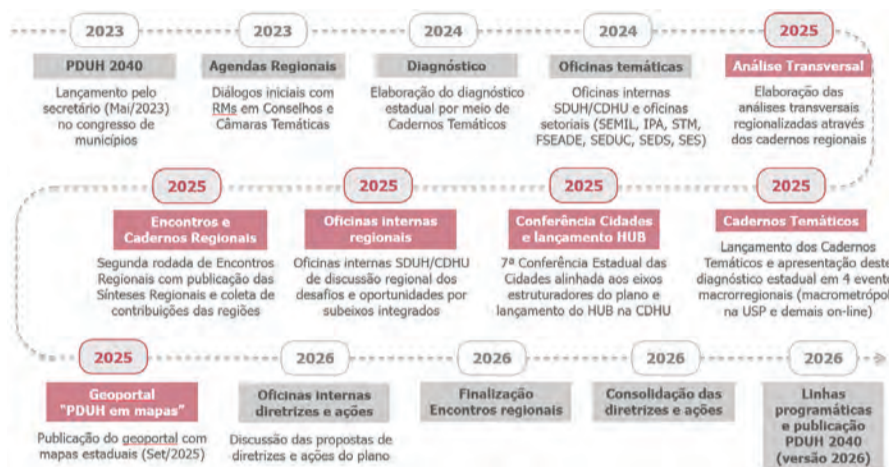 2023
PDUH 2040
Lançamento pelo
secretário (Mai/2023)
no congresso de
municípios
2023
Agendas Regionais
Diálogos iniciais com
RMs em Conselhos e
Câmaras Temáticas
2024
Diagnóstico
Elaboração do diagnóstico
estadual por meio de
Cadernos Temáticos
2024
Oficinas temáticas
Oficinas internas
SDUH/CDHU e oficinas
setoriais (SEMIL, IPA, STM,
FSEADE, SEDUC, SEDS, SES)
2025
Análise Transversal
Elaboração das
análises transversais
regionalizadas através
dos cadernos regionais
2025
Encontros e
Cadernos Regionais
Segunda rodada de Encontros
Regionais com publicação das
Sínteses Regionais e coleta de
contribuições das regiões
2025
Oficinas internas
regionais
Oficinas internas SDUH/CDHU
de discussão regional dos
desafios e oportunidades por
subeixos integrados
2025
Conferência Cidades
e lançamento HUB
7ª Conferência Estadual das
Cidades alinhada aos eixos
estruturadores do plano e
lançamento do HUB na CDHU
2025
Cadernos Temáticos
Lançamento dos Cadernos
Temáticos e apresentação deste
diagnóstico estadual em 4 evento
macrorregionais (macrometrópol
na USP e demais on-line)
2025
Geoportal
"PDUH em mapas"
Publicação do geoportal com
mapas estaduais (Set/2025)
2026
Oficinas internas
diretrizes e ações
Discussão das propostas de
diretrizes e ações do plano
2026
Finalização
Encontros regionais
2026
Consolidação das
diretrizes e ações
2026
Linhas
programáticas
e publicação
PDUH 2040
(versão 2026)